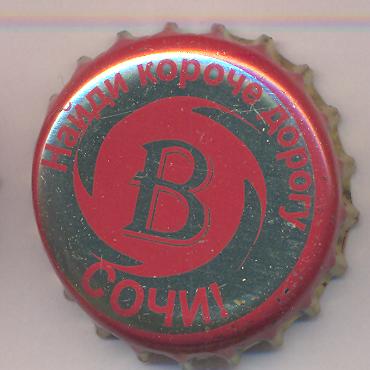 Найди короче дорогу
В
СОЧИ!